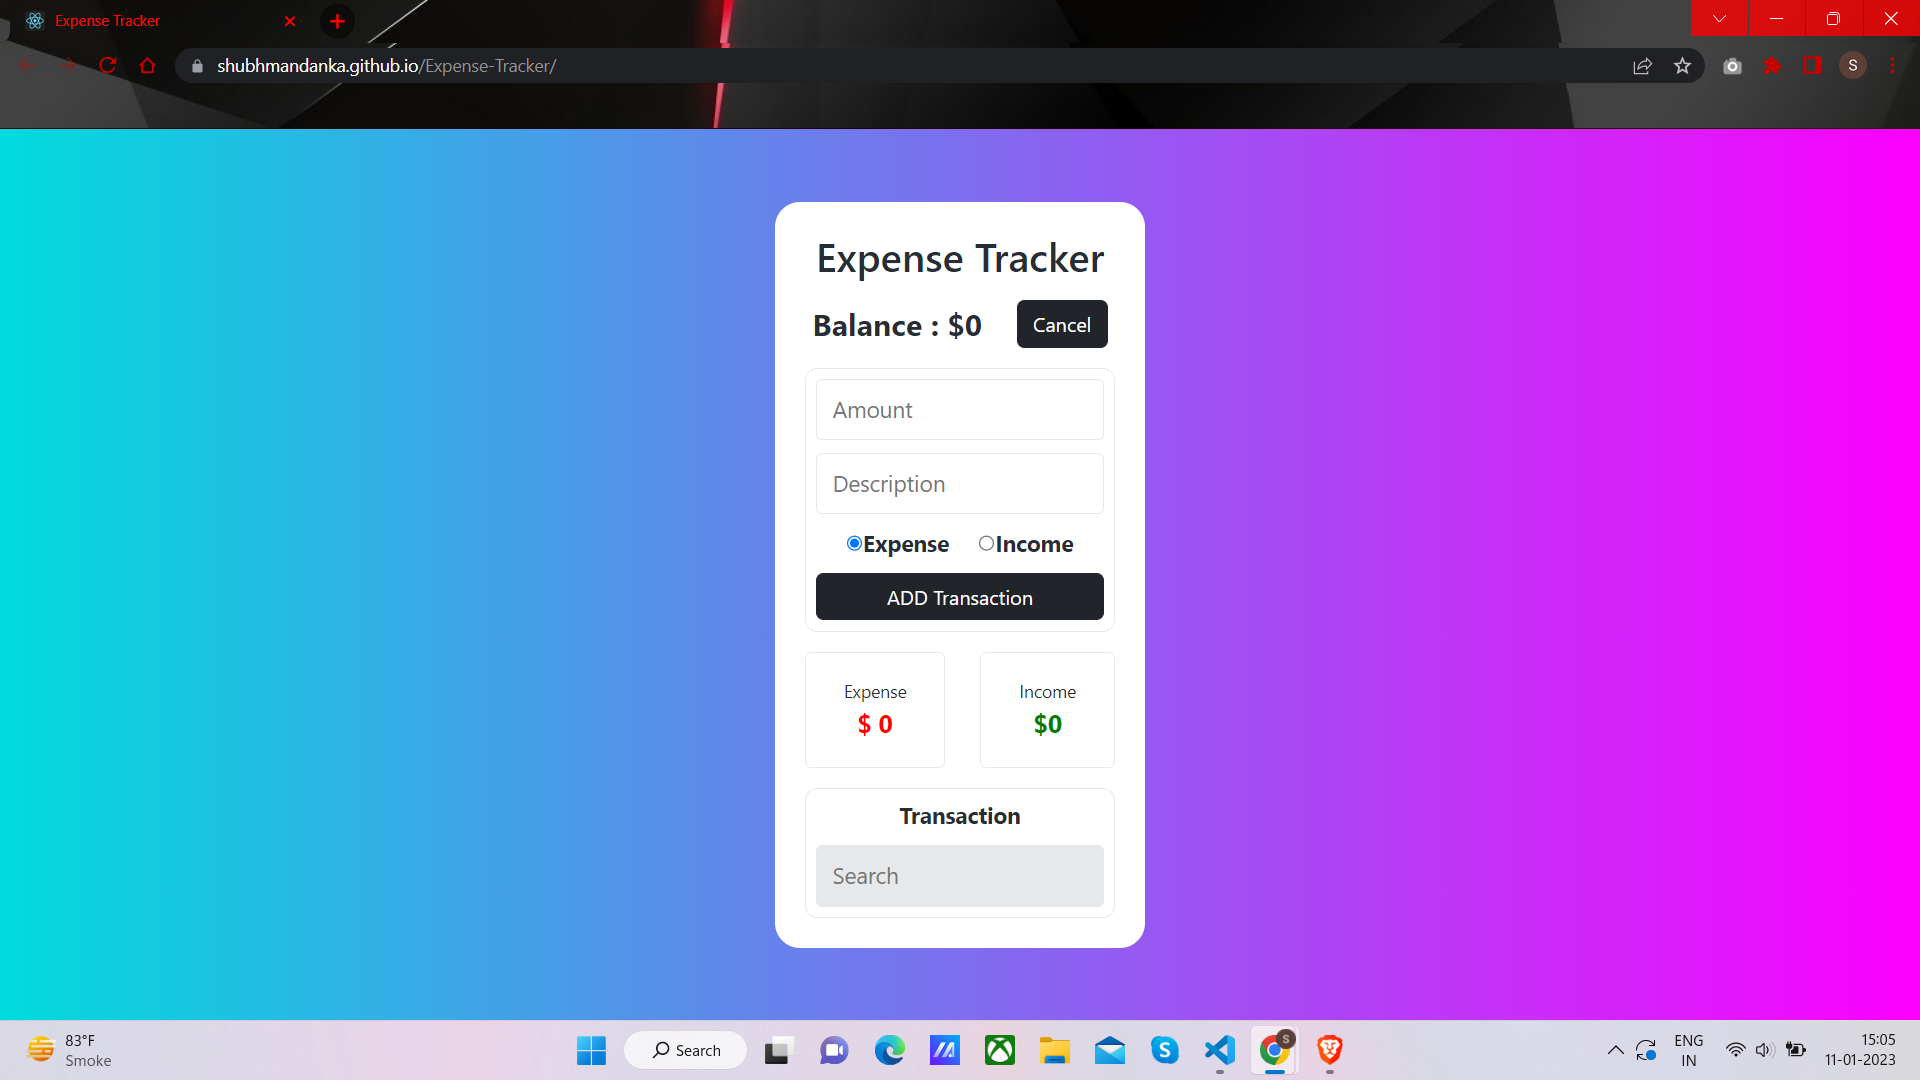 Expense Tracker
shubhmandanka.github.io/Expense-Tracker/
S
Expense Tracker
Balance : $0
Cancel
Amount
Description
Expense Income
ADD Transaction
Expense
$ 0
Income
$0
Transaction
Search
83°F
Smoke
Search
S
S
ENG
IN
15:05
11-01-2023